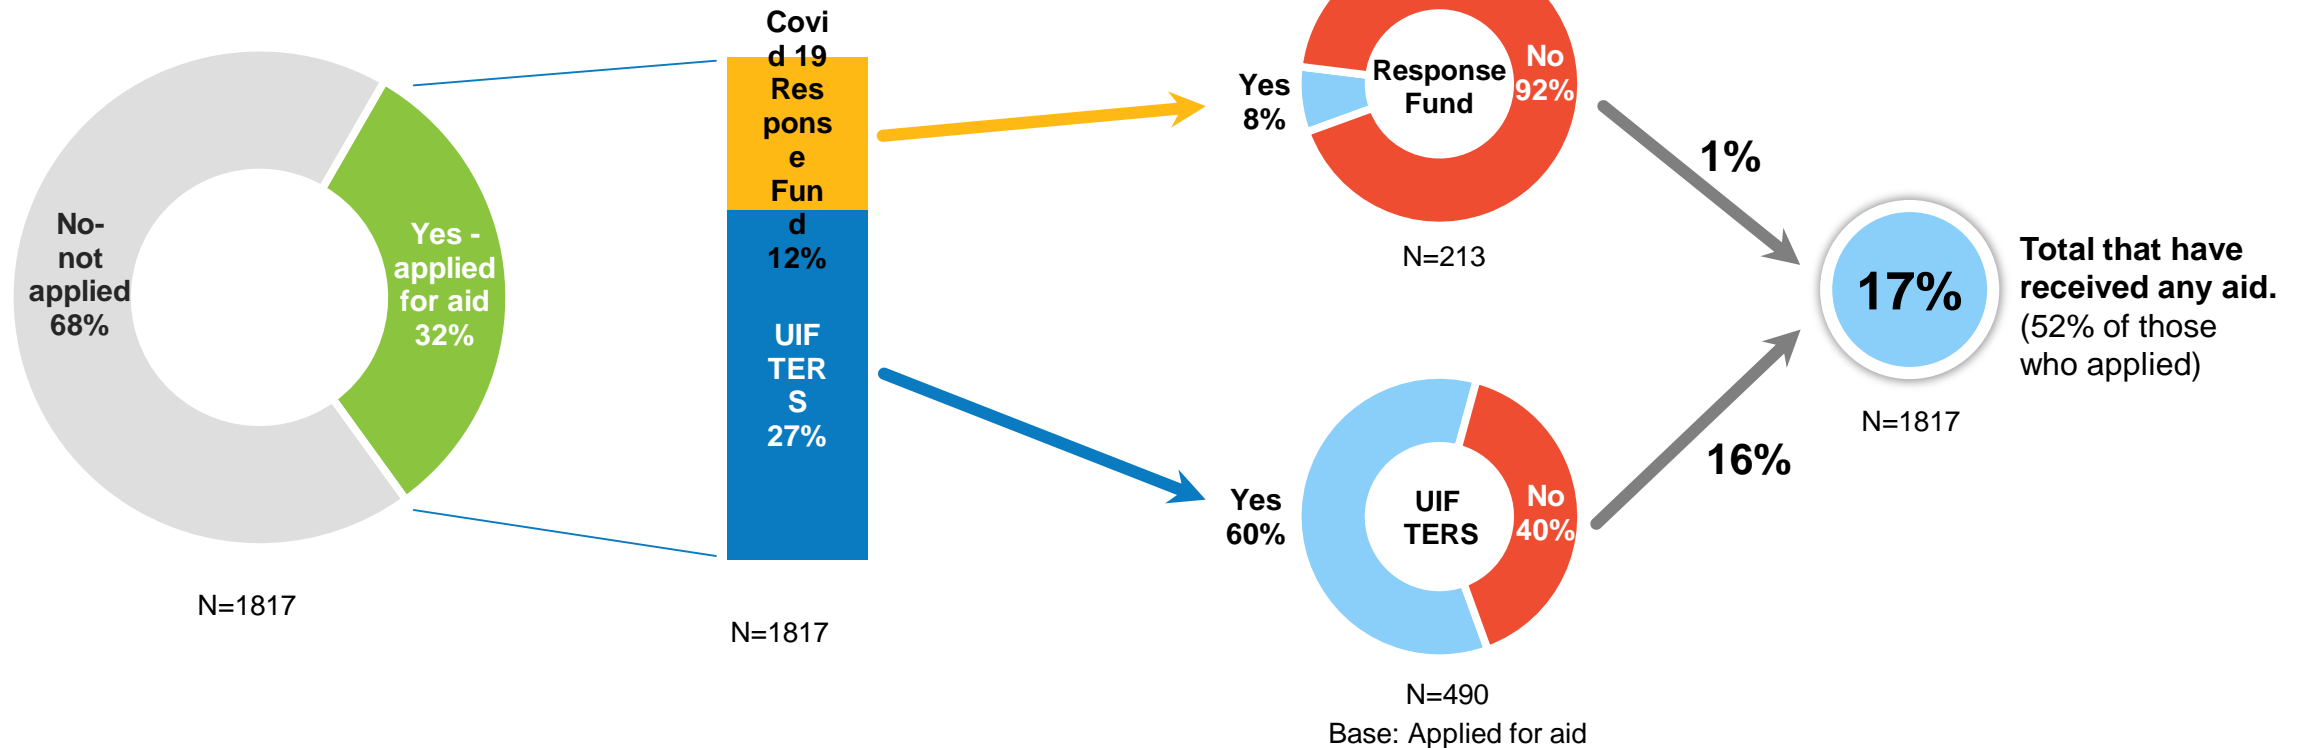 No-
not
applied
68%
Yes -
applied
for aid
32%
N=1817
Covi
d 19
Res
pons
e
Fun
d
12%
UIF
TER
S
27%
N=1817
Yes
8%
Response
Fund
No
92%
N=213
Yes
60%
UIF
TERS
No
40%
N=490
Base: Applied for aid
1%
16%
17%
N=1817
Total that have
received any aid.
(52% of those
who applied)